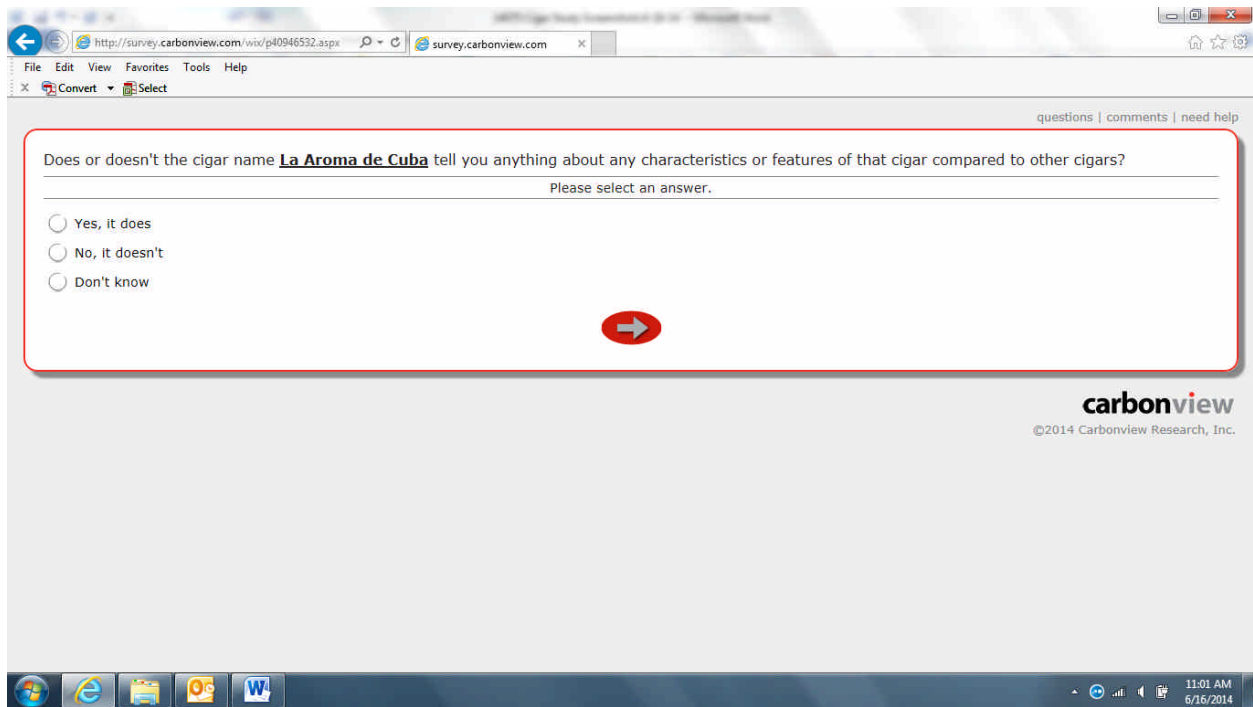 http://survey.carbonview.com/wix/p40946532.aspx survey.carbonview.com
File Edit View Favorites Tools Help
Convert Select
questions | comments | need help
Does or doesn't the cigar name La Aroma de Cuba tell you anything about any characteristics or features of that cigar compared to other cigars?
Please select an answer.
Yes, it does
No, it doesn't
Don't know
carbonview
©2014 Carbonview Research, Inc.
11:01 AM
6/16/2014